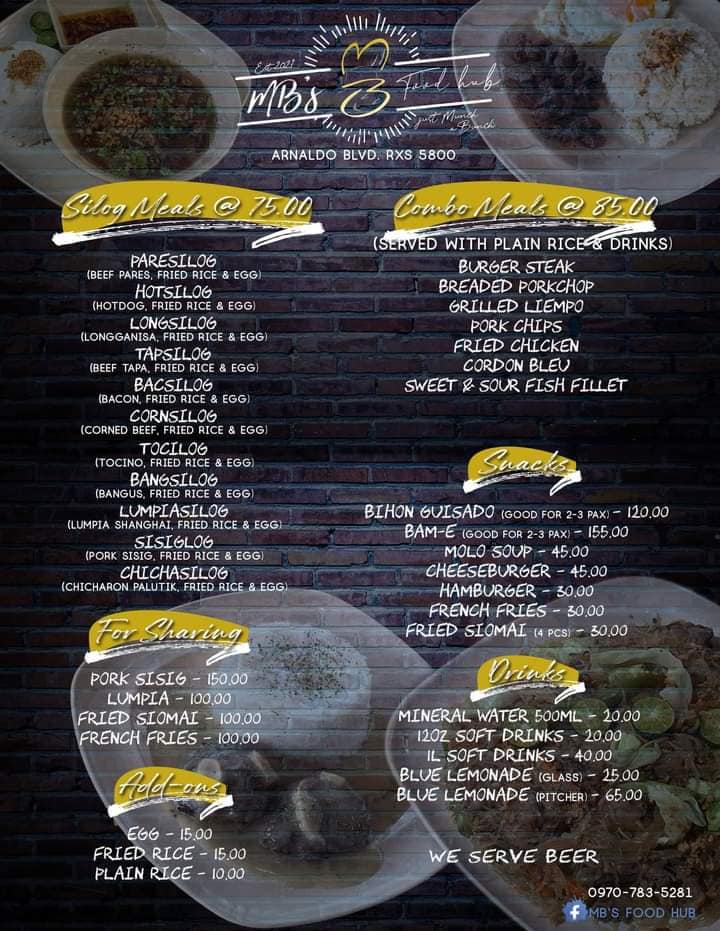 Est. 2021
MB's Food hub
Just Munch a Bunch
ARNALDO BLVD. RXS 5800
Silog Meals @ 75.00
PARESILOG
(BEEF PARES, FRIED RICE & EGG)
HOTSILOG
(HOTDOG, FRIED RICE & EGG)
LONGSILOG
(LONGGANISA, FRIED RICE & EGG)
TAPSILOG
(BEEF TAPA, FRIED RICE & EGG)
BACSILOG
(BACON, FRIED RICE & EGG)
CORNSILOG
(CORNED BEEF, FRIED RICE & EGG)
TOCILOG
(TOCINO, FRIED RICE & EGG)
BANGSILOG
(BANGUS, FRIED RICE & EGG)
LUMPIASILOG
(LUMPIA SHANGHAI, FRIED RICE & EGG)
SISIGLOG
(PORK SISIG, FRIED RICE & EGG)
CHICHASILOG
(CHICHARON PALUTIK, FRIED RICE & EGG)
For Sharing
PORK SISIG - 150.00
LUMPIA - 100.00
FRIED SIOMAI - 100.00
FRENCH FRIES - 100.00
Add-ons
EGG - 15.00
FRIED RICE - 15.00
PLAIN RICE - 10.00
Combo Meals @ 85.00
(SERVED WITH PLAIN RICE & DRINKS)
BURGER STEAK
BREADED PORKCHOP
GRILLED LIEMPO
PORK CHIPS
FRIED CHICKEN
CORDON BLEU
SWEET & SOUR FISH FILLET
Snacks
BIHON GUISADO (GOOD FOR 2-3 PAX) - 120.00
BAM-E (GOOD FOR 2-3 PAX) - 155.00
MOLO SOUP - 45.00
CHEESEBURGER - 45.00
HAMBURGER - 30.00
FRENCH FRIES - 30.00
FRIED SIOMAI (4 PCS) - 30.00
Drinks
MINERAL WATER 500ML - 20.00
12OZ SOFT DRINKS - 20.00
1L SOFT DRINKS - 40.00
BLUE LEMONADE (GLASS) - 25.00
BLUE LEMONADE (PITCHER) - 65.00
WE SERVE BEER
0970-783-5281
MB'S FOOD HUB